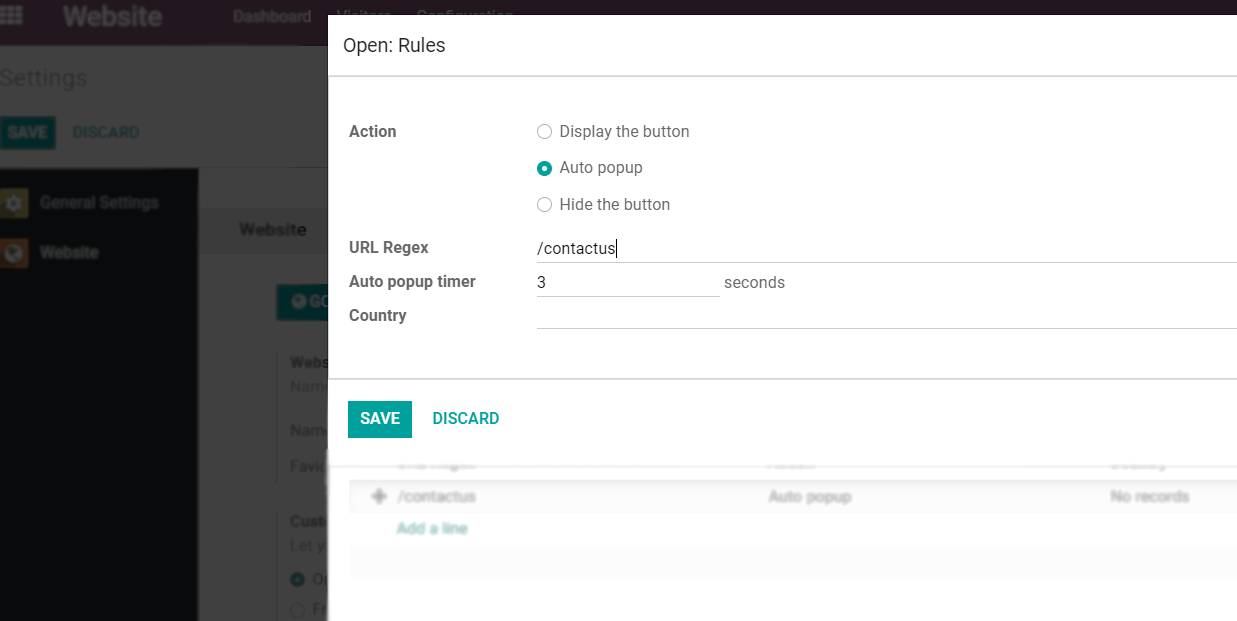 Website
Dashboard
Visitors
Configuration
Settings
SAVE DISCARD
General Settings
Website
Website
Open: Rules
Action
Display the button
Auto popup
Hide the button
URL Regex /contactus
Auto popup timer 3 seconds
Country
SAVE DISCARD
/contactus Auto popup No records
Add a line